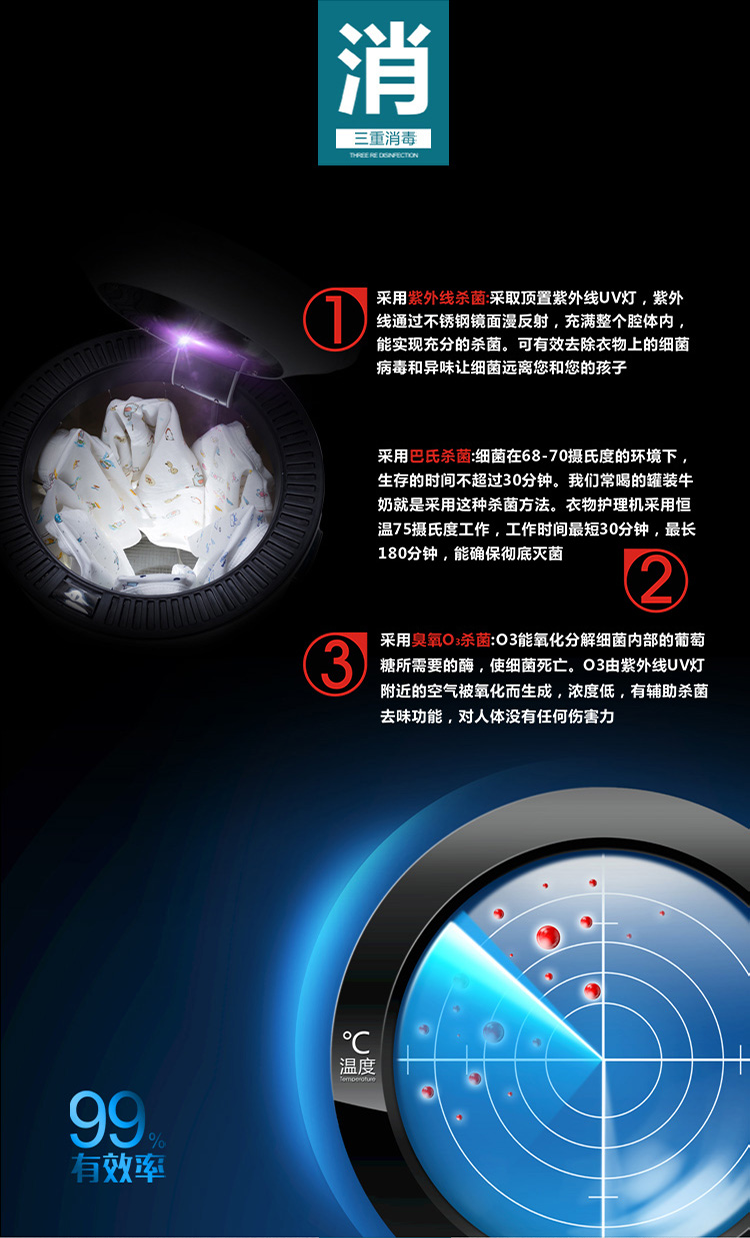 消
三重消毒
THREE RE DISINFECTION
1
采用紫外线杀菌:采取顶置紫外线UV灯，紫外
线通过不锈钢镜面漫反射，充满整个腔体内，
能实现充分的杀菌。可有效去除衣物上的细菌
病毒和异味让细菌远离您和您的孩子
采用巴氏杀菌:细菌在68-70摄氏度的环境下，
生存的时间不超过30分钟。我们常喝的罐装牛
奶就是采用这种杀菌方法。衣物护理机采用恒
温75摄氏度工作，工作时间最短30分钟，最长
180分钟，能确保彻底灭菌
2
3
采用臭氧O₃杀菌:O3能氧化分解细菌内部的葡萄
糖所需要的酶，使细菌死亡。O3由紫外线UV灯
附近的空气被氧化而生成，浓度低，有辅助杀菌
去味功能，对人体没有任何伤害力
°C
温度
Temperature
99%
有效率